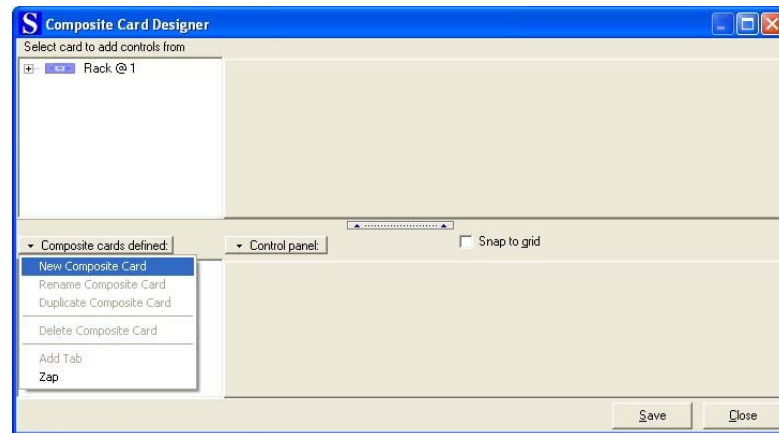 S Composite Card Designer
Select card to add controls from
Rack @ 1
Composite cards defined:
Control panel:
Snap to grid
New Composite Card
Rename Composite Card
Duplicate Composite Card
Delete Composite Card
Add Tab
Zap
Save
Close